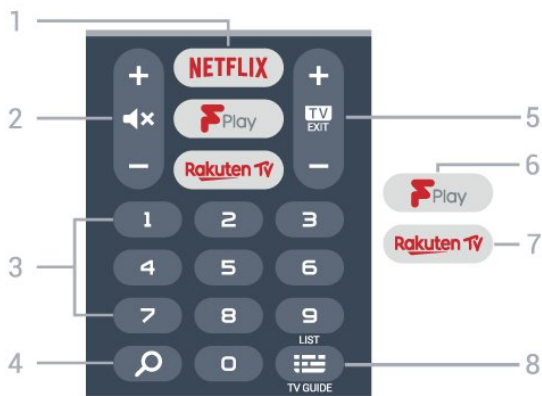 1
+ NETFLIX +
2 F Play TV EXIT 5
− Rakuten TV −
6
F Play
1 2 3
Rakuten TV 7
3 4 5 6
7 8 9
LIST
4 0 8
TV GUIDE